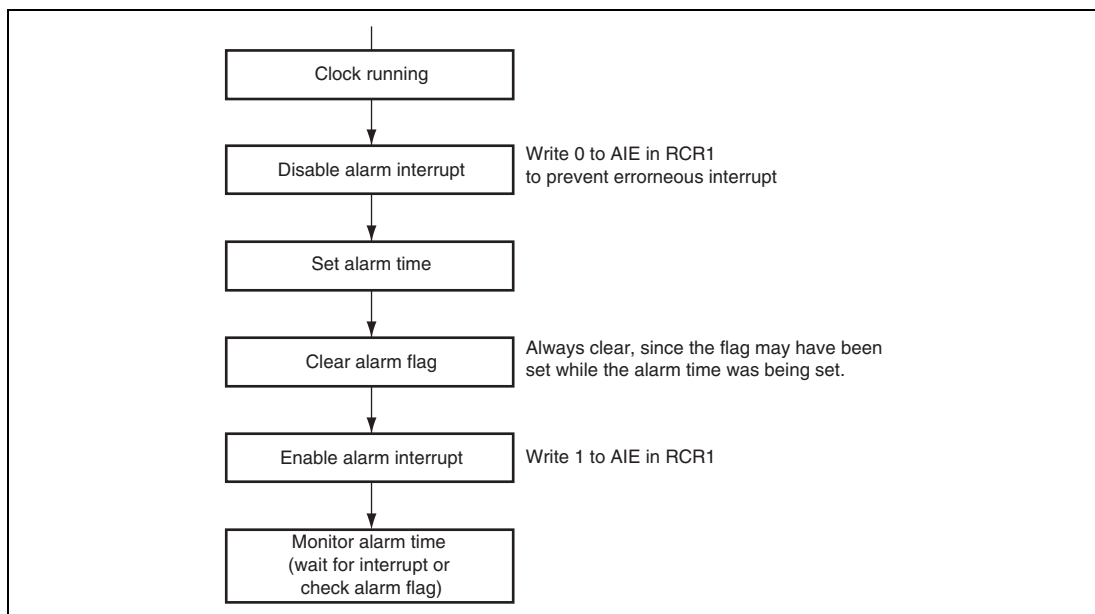 Clock running
Disable alarm interrupt
Write 0 to AIE in RCR1
to prevent errorneous interrupt
Set alarm time
Clear alarm flag
Always clear, since the flag may have been
set while the alarm time was being set.
Enable alarm interrupt
Write 1 to AIE in RCR1
Monitor alarm time
(wait for interrupt or
check alarm flag)